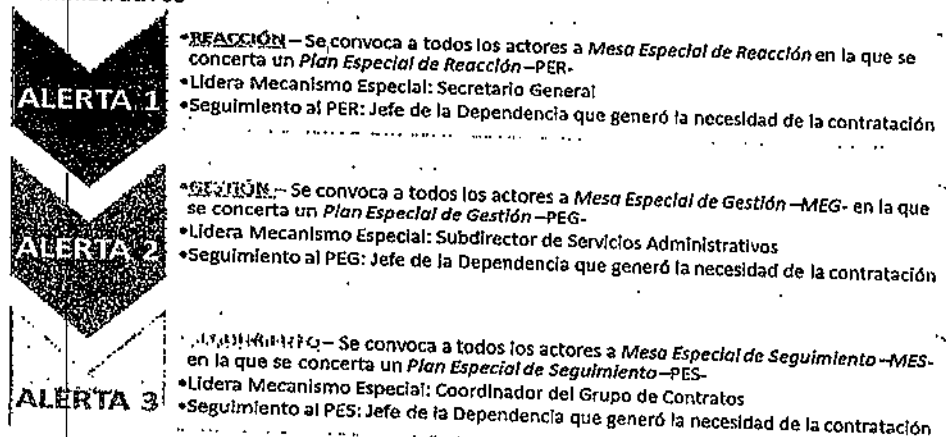 ALERTA 1
•REACCIÓN – Se convoca a todos los actores a Mesa Especial de Reacción en la que se
concerta un Plan Especial de Reacción –PER-
•Lidera Mecanismo Especial: Secretario General
•Seguimiento al PER: Jefe de la Dependencia que generó la necesidad de la contratación
ALERTA 2
•GESTIÓN – Se convoca a todos los actores a Mesa Especial de Gestión –MEG- en la que
se concerta un Plan Especial de Gestión –PEG-
•Lidera Mecanismo Especial: Subdirector de Servicios Administrativos
•Seguimiento al PEG: Jefe de la Dependencia que generó la necesidad de la contratación
ALERTA 3
– Se convoca a todos los actores a Mesa Especial de Seguimiento –MES-
en la que se concerta un Plan Especial de Seguimiento –PES-
•Lidera Mecanismo Especial: Coordinador del Grupo de Contratos
•Seguimiento al PES: Jefe de la Dependencia que generó la necesidad de la contratación